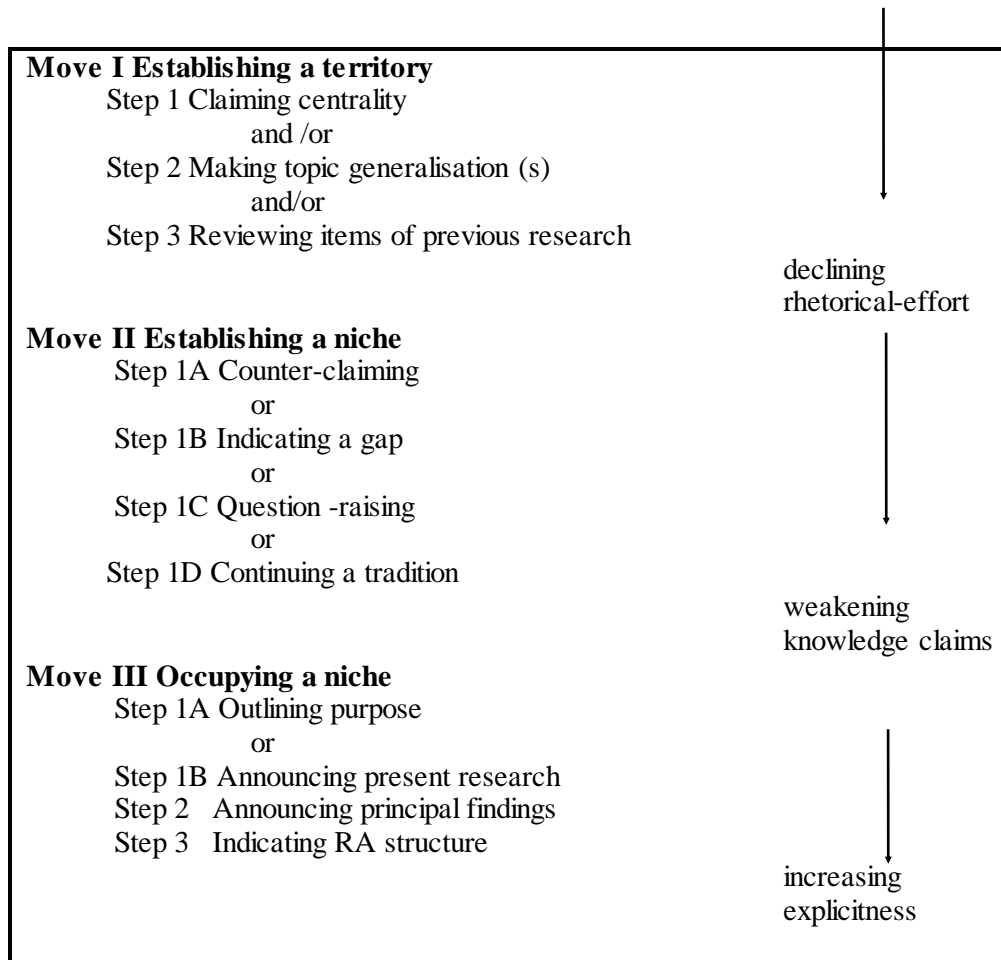 Move I Establishing a territory
Step 1 Claiming centrality
and /or
Step 2 Making topic generalisation (s)
and/or
Step 3 Reviewing items of previous research
declining
rhetorical-effort
Move II Establishing a niche
Step 1A Counter-claiming
or
Step 1B Indicating a gap
or
Step 1C Question -raising
or
Step 1D Continuing a tradition
weakening
knowledge claims
Move III Occupying a niche
Step 1A Outlining purpose
or
Step 1B Announcing present research
Step 2 Announcing principal findings
Step 3 Indicating RA structure
increasing
explicitness